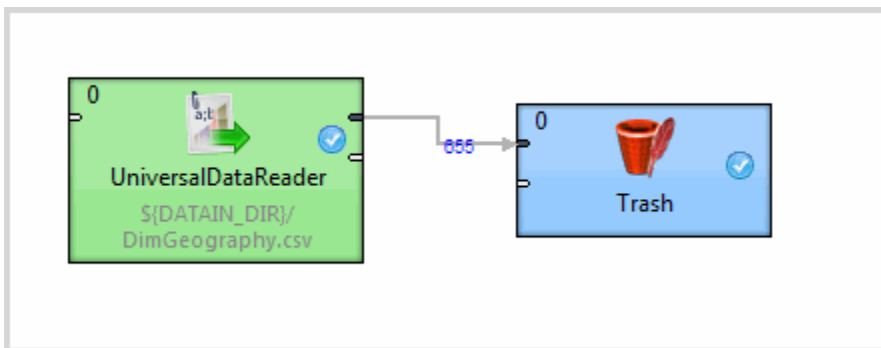 0
a;b
UniversalDataReader
${DATAIN_DIR}/
DimGeography.csv
655
0
Trash